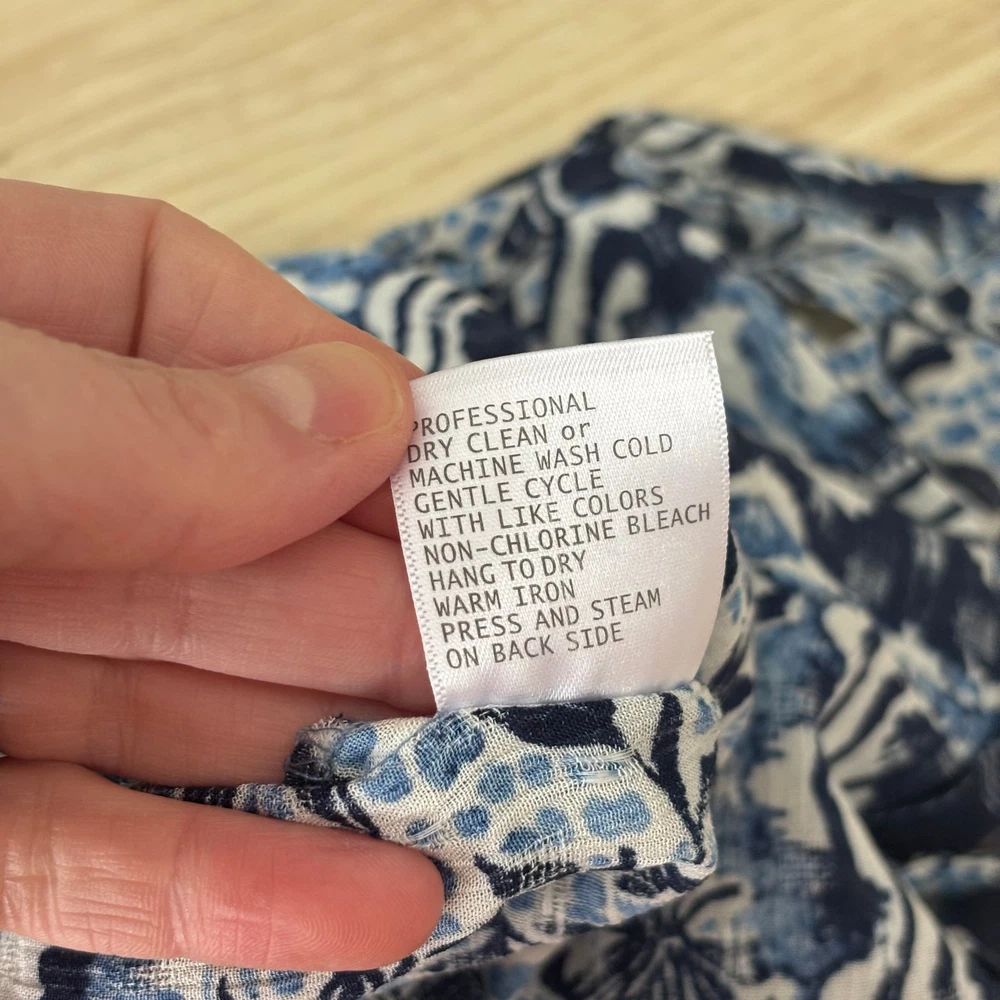 PROFESSIONAL
DRY CLEAN or
MACHINE WASH COLD
GENTLE CYCLE
WITH LIKE COLORS
NON-CHLORINE BLEACH
HANG TO DRY
WARM IRON
PRESS AND STEAM
ON BACK SIDE